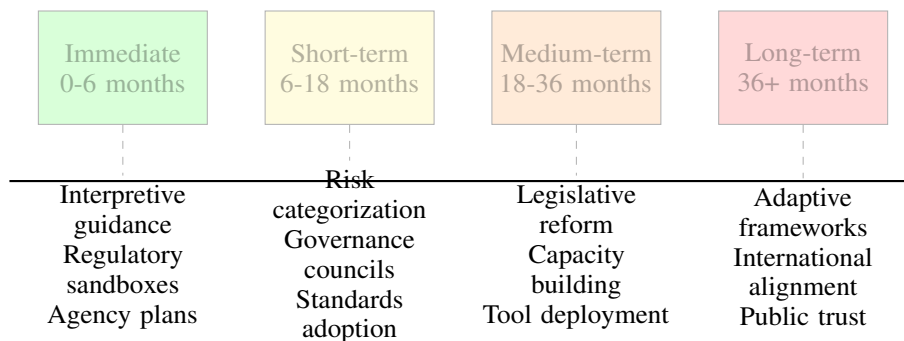 Immediate
0-6 months
Short-term
6-18 months
Medium-term
18-36 months
Long-term
36+ months
Interpretive
guidance
Regulatory
sandboxes
Agency plans
Risk
categorization
Governance
councils
Standards
adoption
Legislative
reform
Capacity
building
Tool deployment
Adaptive
frameworks
International
alignment
Public trust